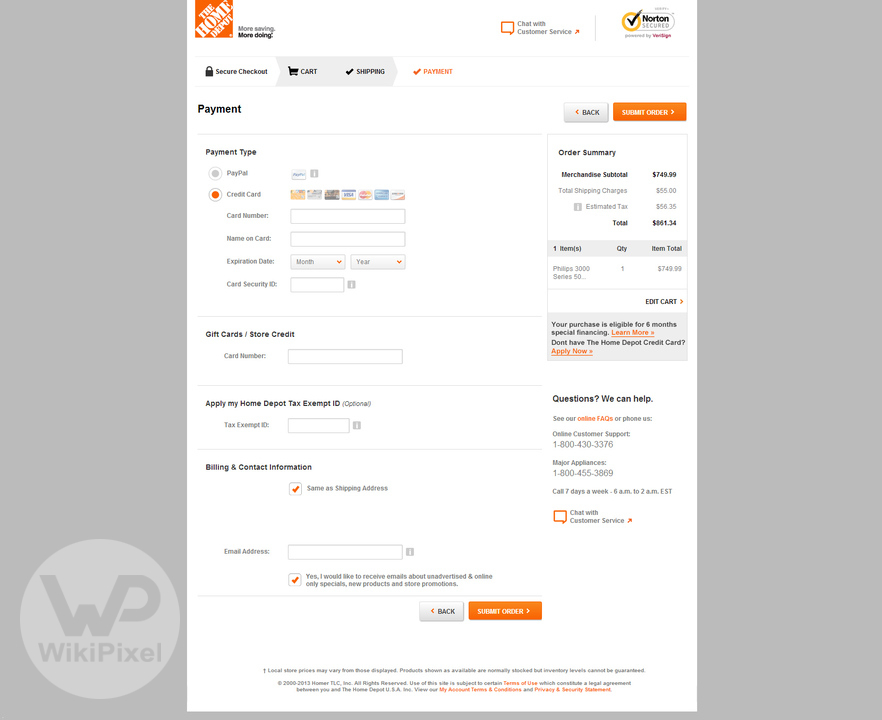 THE HOME DEPOT
More saving.
More doing.
Chat with
Customer Service
Norton
SECURED
powered by VeriSign
Secure Checkout
CART
SHIPPING
PAYMENT
Payment
BACK
SUBMIT ORDER
Payment Type
PayPal
PayPal
Credit Card
VISA
Card Number:
Name on Card:
Expiration Date:
Month
Year
Card Security ID:
Gift Cards / Store Credit
Card Number:
Apply my Home Depot Tax Exempt ID (Optional)
Tax Exempt ID:
Billing & Contact Information
Same as Shipping Address
Email Address:
Yes, I would like to receive emails about unadvertised & online
only specials, new products and store promotions.
BACK
SUBMIT ORDER
Order Summary
Merchandise Subtotal $749.99
Total Shipping Charges $55.00
Estimated Tax $56.35
Total $861.34
1 Item(s) Qty Item Total
Philips 3000 1 $749.99
Series 50...
EDIT CART
Your purchase is eligible for 6 months
special financing. Learn More »
Dont have The Home Depot Credit Card?
Apply Now »
Questions? We can help.
See our online FAQs or phone us:
Online Customer Support:
1-800-430-3376
Major Appliances:
1-800-455-3869
Call 7 days a week - 6 a.m. to 2 a.m. EST
Chat with
Customer Service
WikiPixel
† Local store prices may vary from those displayed. Products shown as available are normally stocked but inventory levels cannot be guaranteed.
© 2000-2013 Homer TLC, Inc. All Rights Reserved. Use of this site is subject to certain Terms of Use which constitute a legal agreement
between you and The Home Depot U.S.A. Inc. View our My Account Terms & Conditions and Privacy & Security Statement.